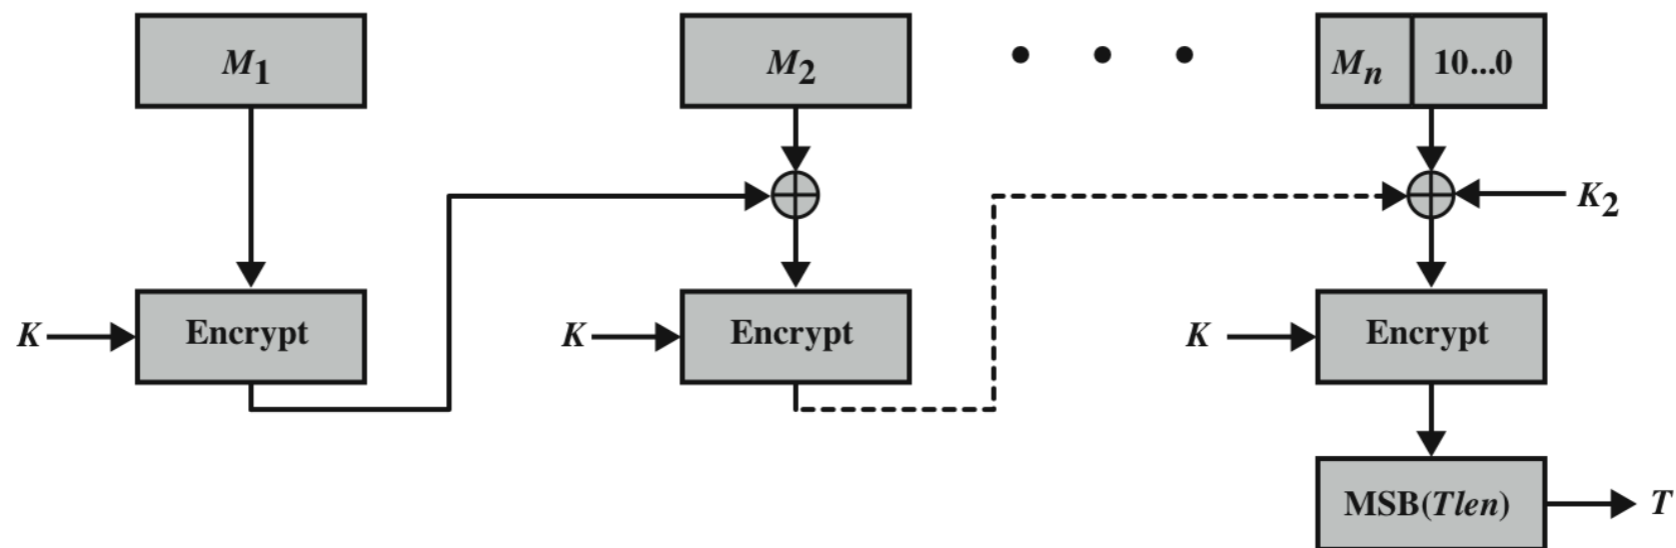 M1 M2 • • • Mn 10...0
K2
K Encrypt K Encrypt K Encrypt
MSB(Tlen) T